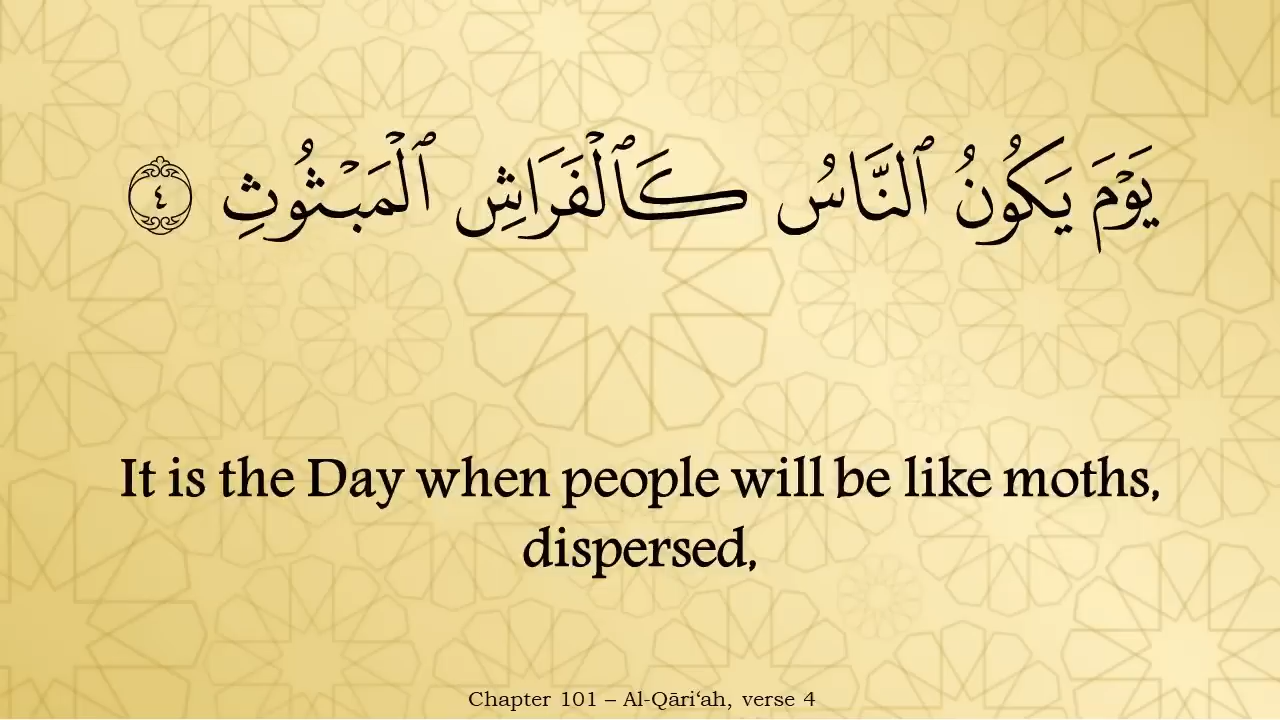 يَوْمَ يَكُونُ ٱلنَّاسُ كَٱلْفَرَاشِ ٱلْمَبْثُوثِ ٤
It is the Day when people will be like moths,
dispersed,
Chapter 101 – Al-Qāri‘ah, verse 4